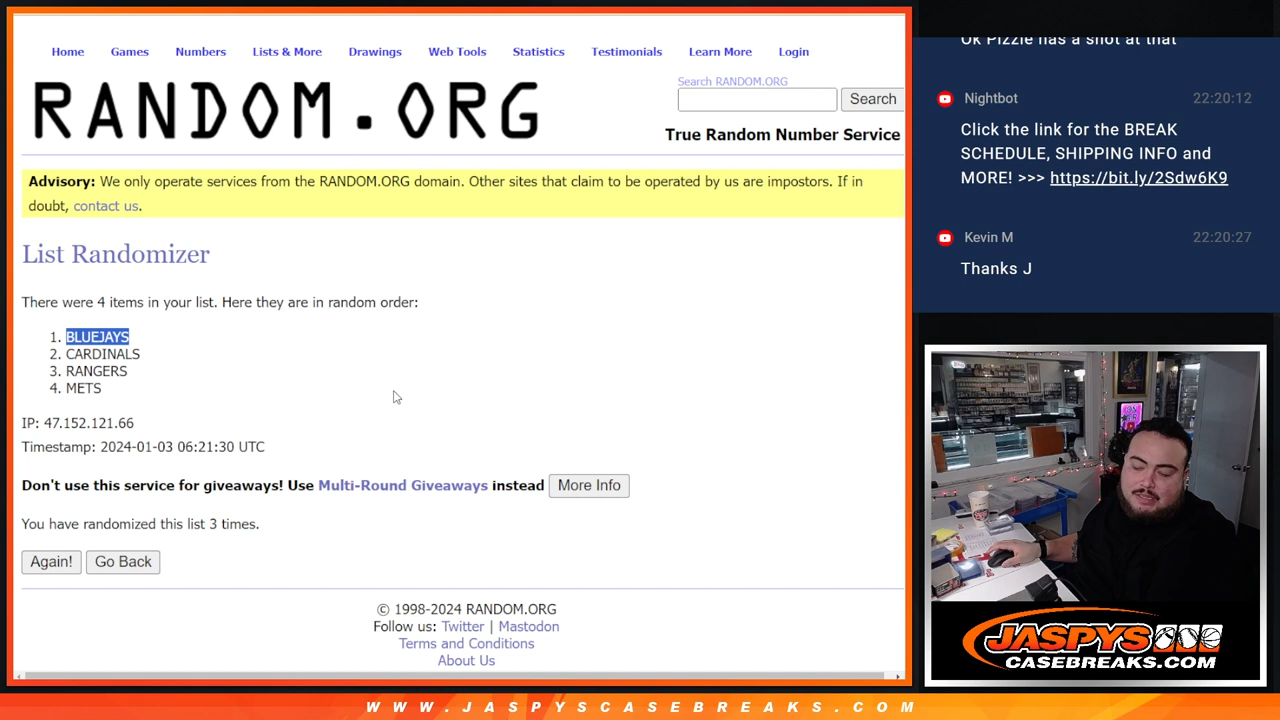 Home Games Numbers Lists & More Drawings Web Tools Statistics Testimonials Learn More Login
RANDOM.ORG
Search RANDOM.ORG
Search
True Random Number Service
Advisory: We only operate services from the RANDOM.ORG domain. Other sites that claim to be operated by us are impostors. If in
doubt, contact us.
List Randomizer
There were 4 items in your list. Here they are in random order:
1. BLUEJAYS
2. CARDINALS
3. RANGERS
4. METS
IP: 47.152.121.66
Timestamp: 2024-01-03 06:21:30 UTC
Don't use this service for giveaways! Use Multi-Round Giveaways instead More Info
You have randomized this list 3 times.
Again! Go Back
© 1998-2024 RANDOM.ORG
Follow us: Twitter | Mastodon
Terms and Conditions
About Us
Ok Pizzle has a shot at that
Nightbot 22:20:12
Click the link for the BREAK
SCHEDULE, SHIPPING INFO and
MORE! >>> https://bit.ly/2Sdw6K9
Kevin M 22:20:27
Thanks J
JASPYS
CASEBREAKS.COM
WWW.JASPYSCASEBREAKS.COM